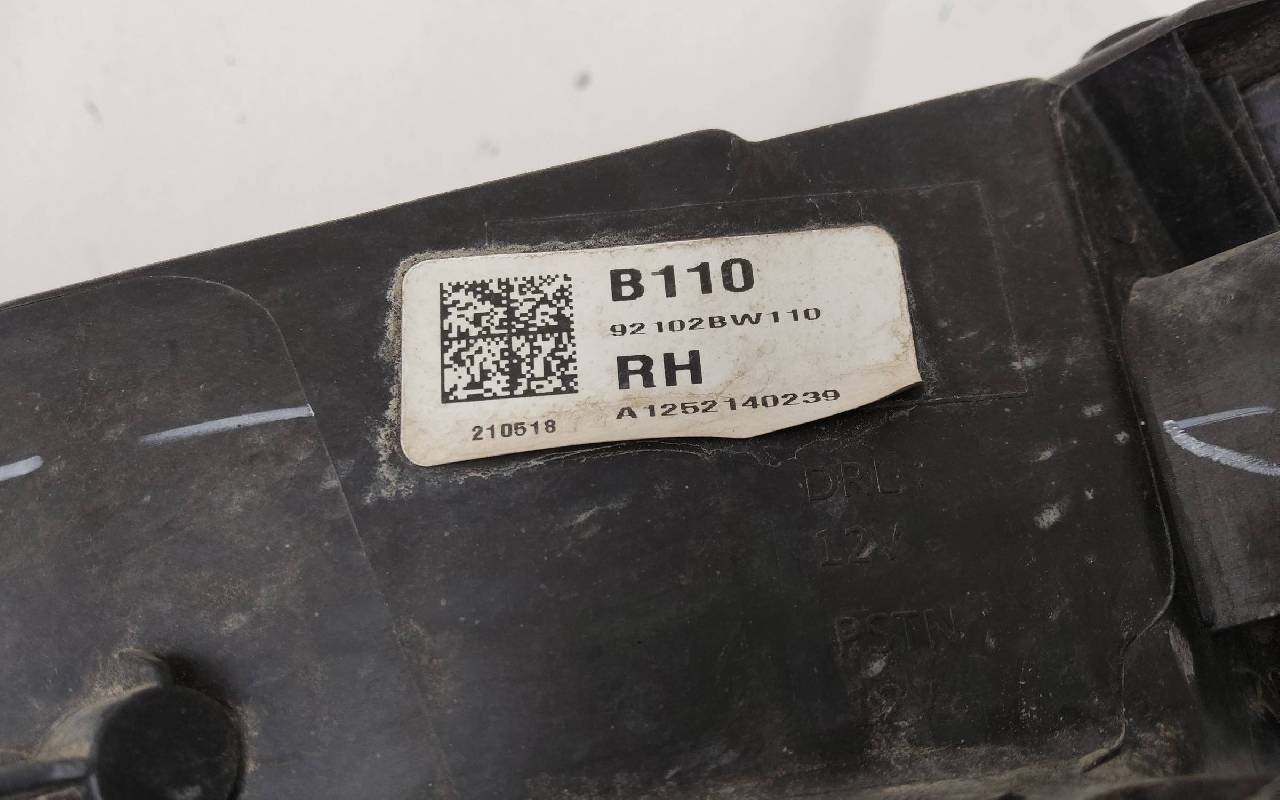 B110
92102BW110
RH
A1252140239
210518
DRL
12V
PSTN